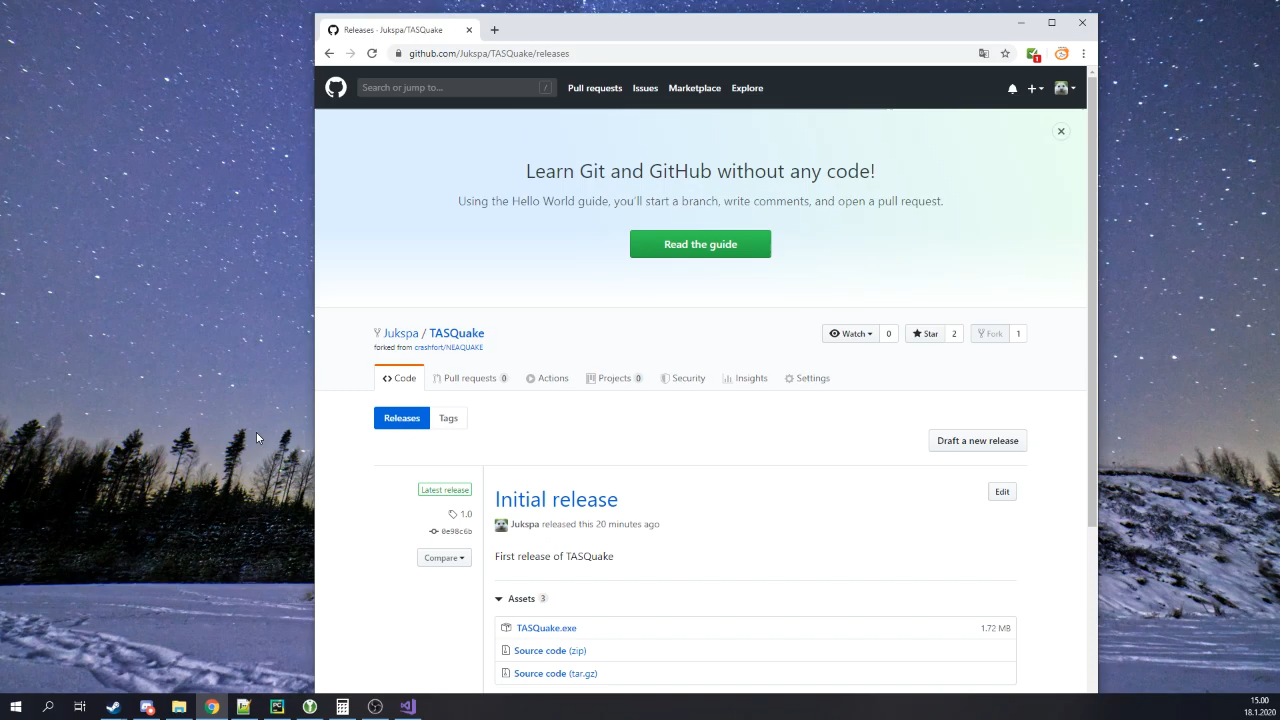 Releases · Jukspa/TASQuake
github.com/Jukspa/TASQuake/releases
1
Search or jump to... /
Pull requests Issues Marketplace Explore
Learn Git and GitHub without any code!
Using the Hello World guide, you'll start a branch, write comments, and open a pull request.
Read the guide
Jukspa / TASQuake
Watch 0 Star 2 Fork 1
forked from crashfort/NEAQUAKE
Code Pull requests 0 Actions Projects 0 Security Insights Settings
Releases Tags
Draft a new release
Latest release
1.0
0e98c6b
Compare
Initial release
Edit
Jukspa released this 20 minutes ago
First release of TASQuake
Assets 3
TASQuake.exe 1.72 MB
Source code (zip)
Source code (tar.gz)
PC
15.00
18.1.2020